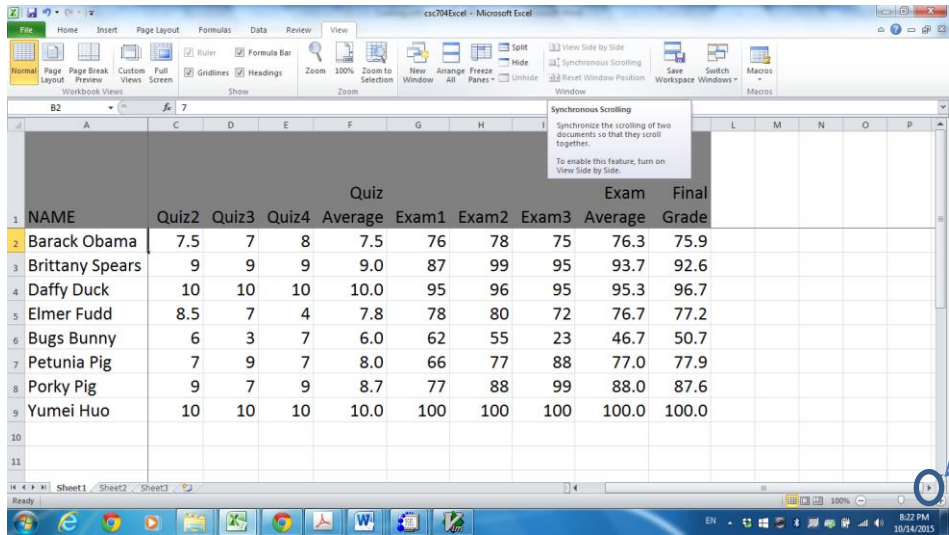 csc704Excel - Microsoft Excel
File Home Insert Page Layout Formulas Data Review View
Normal Page Layout Page Break Preview Custom Views Full Screen
Workbook Views
Ruler Formula Bar
Gridlines Headings
Show
Zoom 100% Zoom to Selection
Zoom
New Window Arrange All Freeze Panes
Split
Hide
Unhide
View Side by Side
Synchronous Scrolling
Reset Window Position
Window
Save Workspace Switch Windows
Macros
Macros
B2 fx 7
Synchronous Scrolling
Synchronize the scrolling of two documents so that they scroll together.
To enable this feature, turn on View Side by Side.
A C D E F G H I L M N O P
1 NAME Quiz2 Quiz3 Quiz4 Quiz Average Exam1 Exam2 Exam3 Exam Average Final Grade
2 Barack Obama 7.5 7 8 7.5 76 78 75 76.3 75.9
3 Brittany Spears 9 9 9 9.0 87 99 95 93.7 92.6
4 Daffy Duck 10 10 10 10.0 95 96 95 95.3 96.7
5 Elmer Fudd 8.5 7 4 7.8 78 80 72 76.7 77.2
6 Bugs Bunny 6 3 7 6.0 62 55 23 46.7 50.7
7 Petunia Pig 7 9 7 8.0 66 77 88 77.0 77.9
8 Porky Pig 9 7 9 8.7 77 88 99 88.0 87.6
9 Yumei Huo 10 10 10 10.0 100 100 100 100.0 100.0
10
11
Sheet1 Sheet2 Sheet3
Ready 100%
EN 8:22 PM
10/14/2015